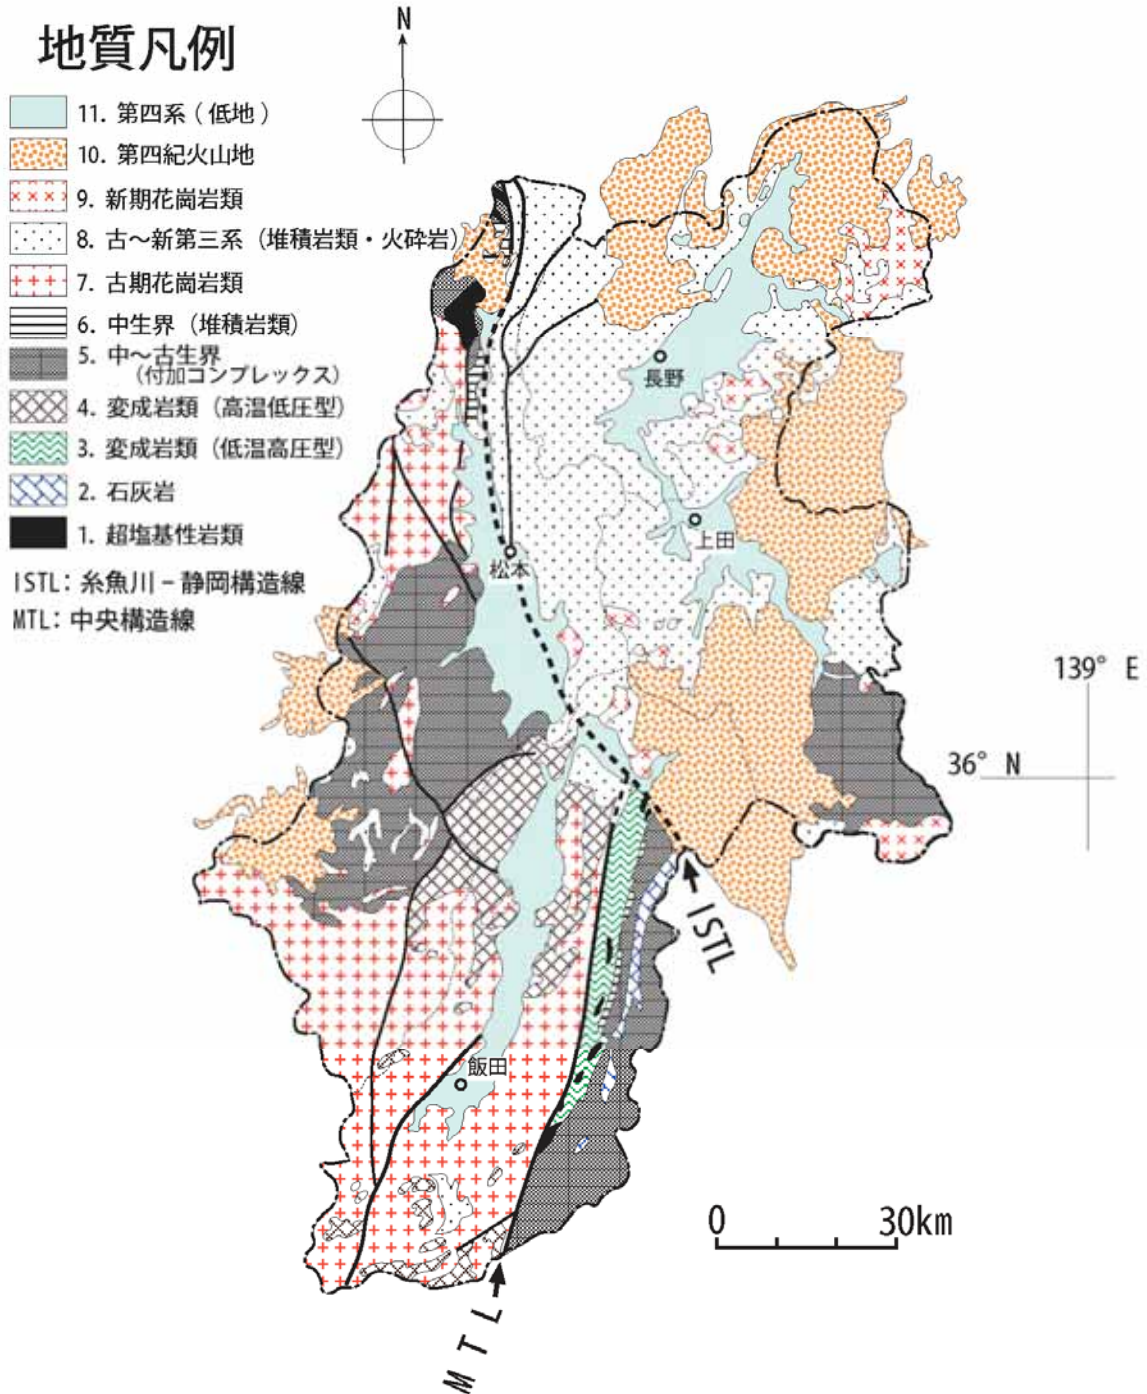 地質凡例
N
11. 第四系(低地)
10. 第四紀火山地
9. 新期花崗岩類
8. 古～新第三系(堆積岩類・火砕岩)
7. 古期花崗岩類
6. 中生界(堆積岩類)
5. 中～古生界
(付加コンプレックス)
4. 変成岩類(高温低圧型)
3. 変成岩類(低温高圧型)
2. 石灰岩
1. 超塩基性岩類
ISTL: 糸魚川－静岡構造線
MTL: 中央構造線
長野
上田
松本
139° E
36° N
ISTL
飯田
0 30km
MTL